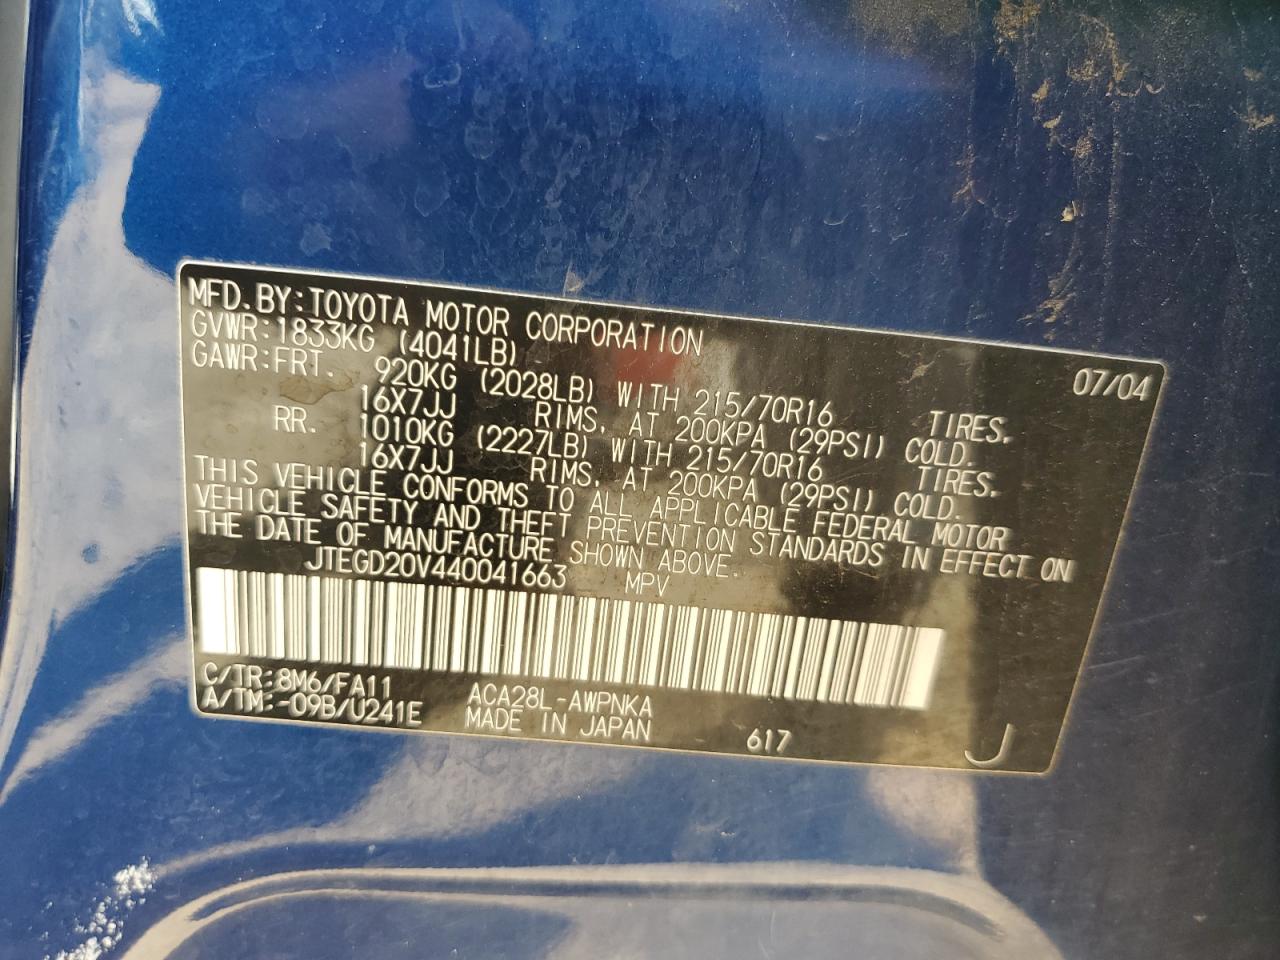 MFD.BY:TOYOTA MOTOR CORPORATION 07/04
GVWR:1833KG (4041LB)
GAWR:FRT. 920KG (2028LB) WITH 215/70R16 TIRES,
16X7JJ RIMS, AT 200KPA (29PSI) COLD.
RR. 1010KG (2227LB) WITH 215/70R16 TIRES,
16X7JJ RIMS, AT 200KPA (29PSI) COLD.
THIS VEHICLE CONFORMS TO ALL APPLICABLE FEDERAL MOTOR
VEHICLE SAFETY AND THEFT PREVENTION STANDARDS IN EFFECT ON
THE DATE OF MANUFACTURE SHOWN ABOVE.
JTEGD20V440041663 MPV
C/TR:8M6/FA11 ACA28L-AWPNKA
A/TM:-09B/U241E MADE IN JAPAN 617 J